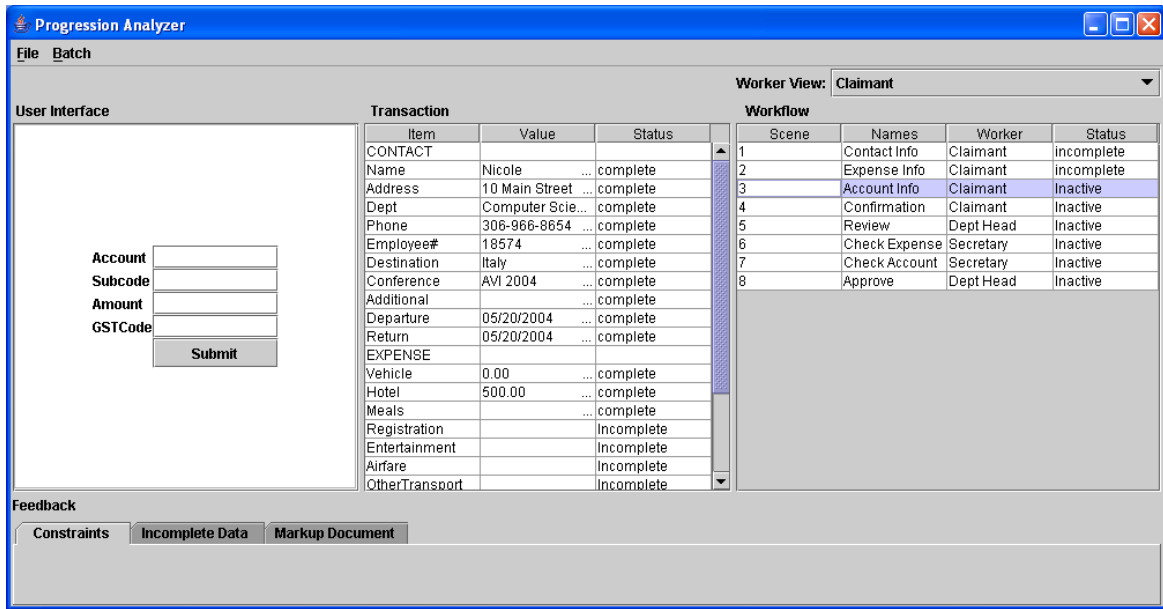 Progression Analyzer
File Batch
Worker View: Claimant
User Interface
Account
Subcode
Amount
GSTCode
Submit
Transaction
Item Value Status
CONTACT
Name Nicole ... complete
Address 10 Main Street ... complete
Dept Computer Scie... complete
Phone 306-966-8654 ... complete
Employee# 18574 ... complete
Destination Italy ... complete
Conference AVI 2004 ... complete
Additional ... complete
Departure 05/20/2004 ... complete
Return 05/20/2004 ... complete
EXPENSE
Vehicle 0.00 ... complete
Hotel 500.00 ... complete
Meals ... complete
Registration Incomplete
Entertainment Incomplete
Airfare Incomplete
OtherTransport Incomplete
Workflow
Scene Names Worker Status
1 Contact Info Claimant incomplete
2 Expense Info Claimant incomplete
3 Account Info Claimant Inactive
4 Confirmation Claimant Inactive
5 Review Dept Head Inactive
6 Check Expense Secretary Inactive
7 Check Account Secretary Inactive
8 Approve Dept Head Inactive
Feedback
Constraints Incomplete Data Markup Document